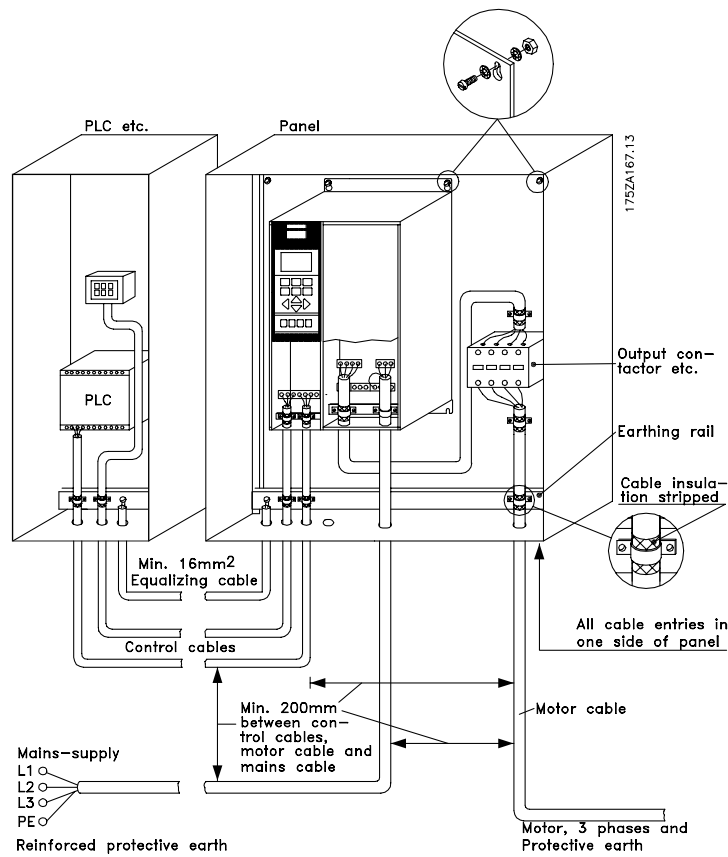 PLC etc.
Panel
175ZA167.13
PLC
Output con-
tactor etc.
Earthing rail
Cable insula-
tion stripped
Min. 16mm2
Equalizing cable
Control cables
All cable entries in
one side of panel
Min. 200mm
between con-
trol cables,
motor cable and
mains cable
Motor cable
Mains-supply
L1
L2
L3
PE
Reinforced protective earth
Motor, 3 phases and
Protective earth